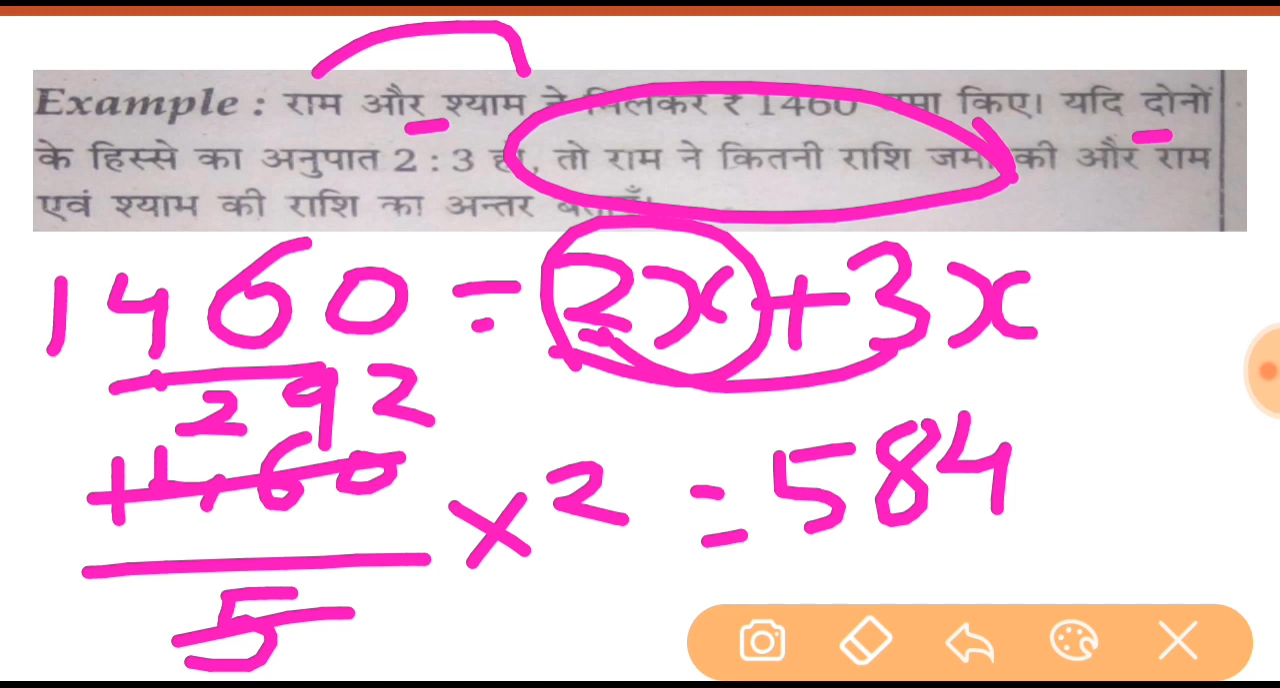 Example : राम और श्याम ने मिलकर ₹ 1460 जमा किए। यदि दोनों
के हिस्से का अनुपात 2 : 3 हो, तो राम ने कितनी राशि जमा की और राम
एवं श्याम की राशि का अन्तर बताएँ।
1460 = 2x + 3x
292
1460 × 2 = 584
5